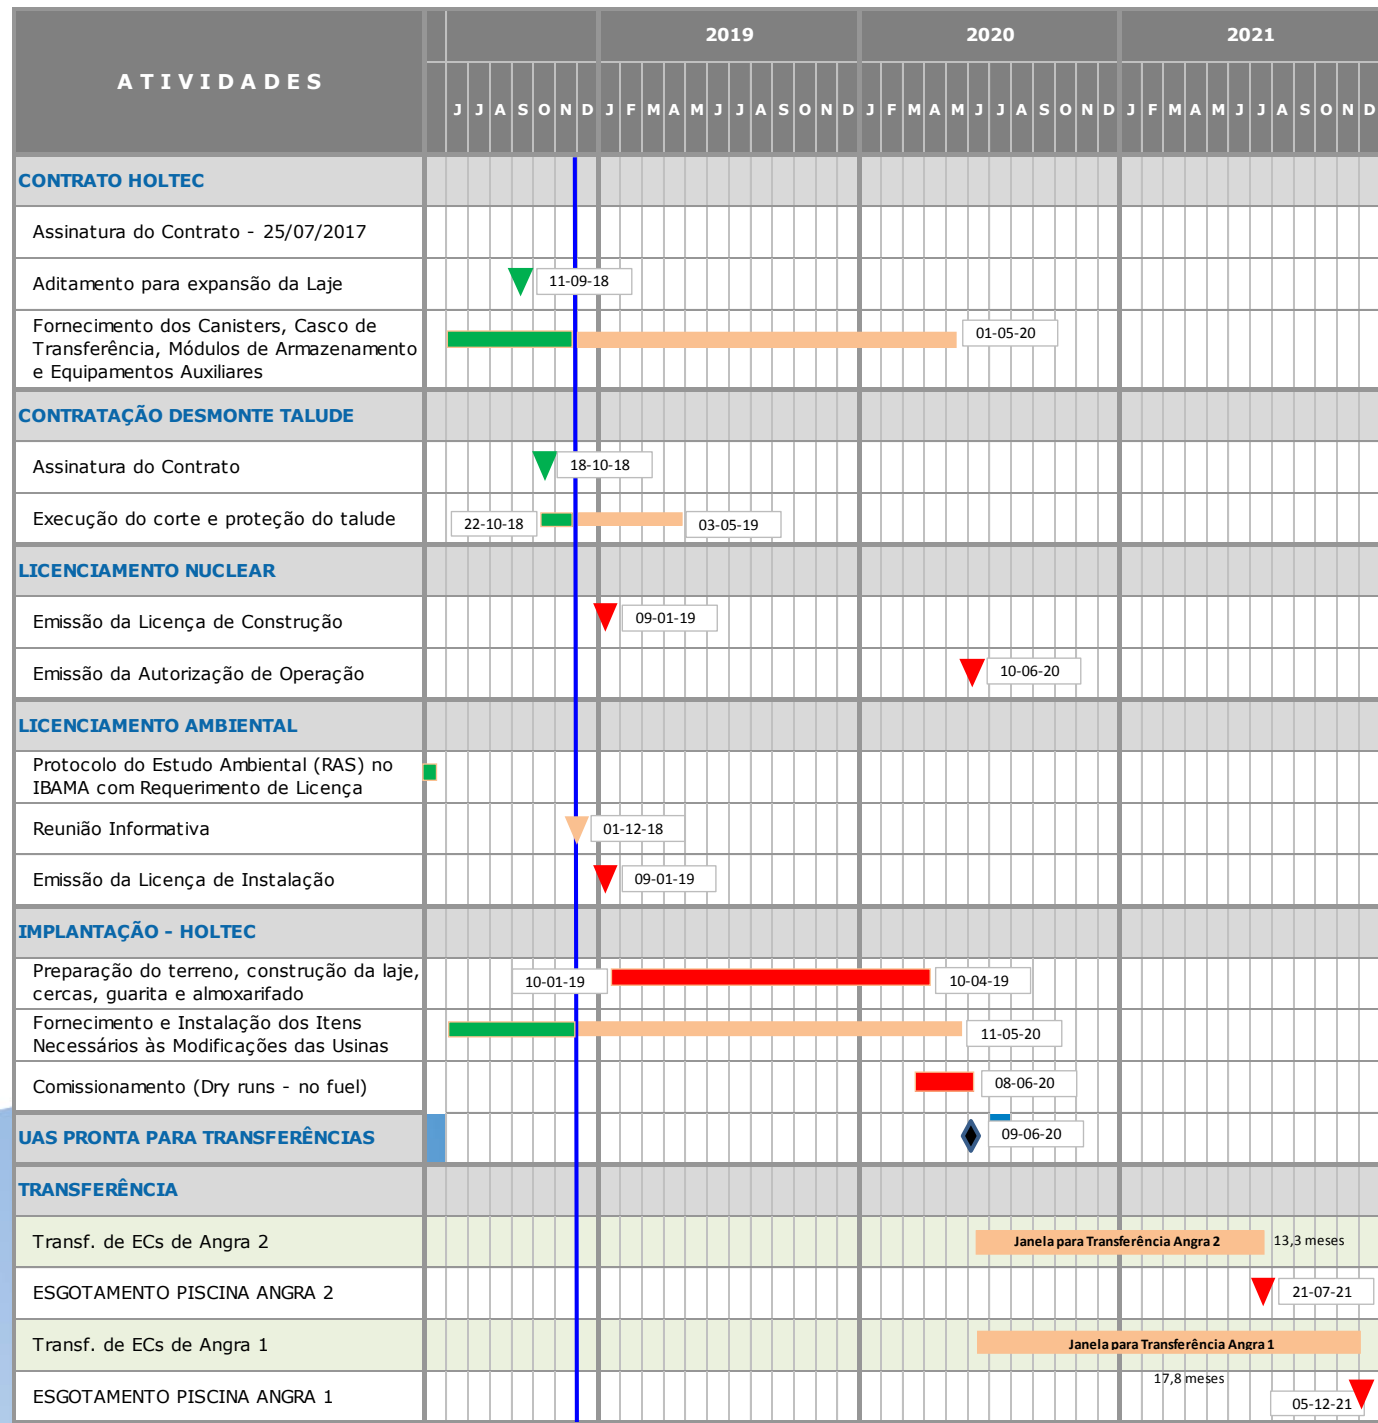 2019 2020 2021
A T I V I D A D E S
J J A S O N D J F M A M J J A S O N D J F M A M J J A S O N D J F M A M J J A S O N D
CONTRATO HOLTEC
Assinatura do Contrato - 25/07/2017
Aditamento para expansão da Laje 11-09-18
Fornecimento dos Canisters, Casco de
Transferência, Módulos de Armazenamento
e Equipamentos Auxiliares
01-05-20
CONTRATAÇÃO DESMONTE TALUDE
Assinatura do Contrato 18-10-18
Execução do corte e proteção do talude 22-10-18 03-05-19
LICENCIAMENTO NUCLEAR
Emissão da Licença de Construção 09-01-19
Emissão da Autorização de Operação 10-06-20
LICENCIAMENTO AMBIENTAL
Protocolo do Estudo Ambiental (RAS) no
IBAMA com Requerimento de Licença
Reunião Informativa 01-12-18
Emissão da Licença de Instalação 09-01-19
IMPLANTAÇÃO - HOLTEC
Preparação do terreno, construção da laje,
cercas, guarita e almoxarifado
10-01-19 10-04-19
Fornecimento e Instalação dos Itens
Necessários às Modificações das Usinas
11-05-20
Comissionamento (Dry runs - no fuel) 08-06-20
UAS PRONTA PARA TRANSFERÊNCIAS 09-06-20
TRANSFERÊNCIA
Transf. de ECs de Angra 2 Janela para Transferência Angra 2 13,3 meses
ESGOTAMENTO PISCINA ANGRA 2 21-07-21
Transf. de ECs de Angra 1 Janela para Transferência Angra 1
17,8 meses
ESGOTAMENTO PISCINA ANGRA 1 05-12-21